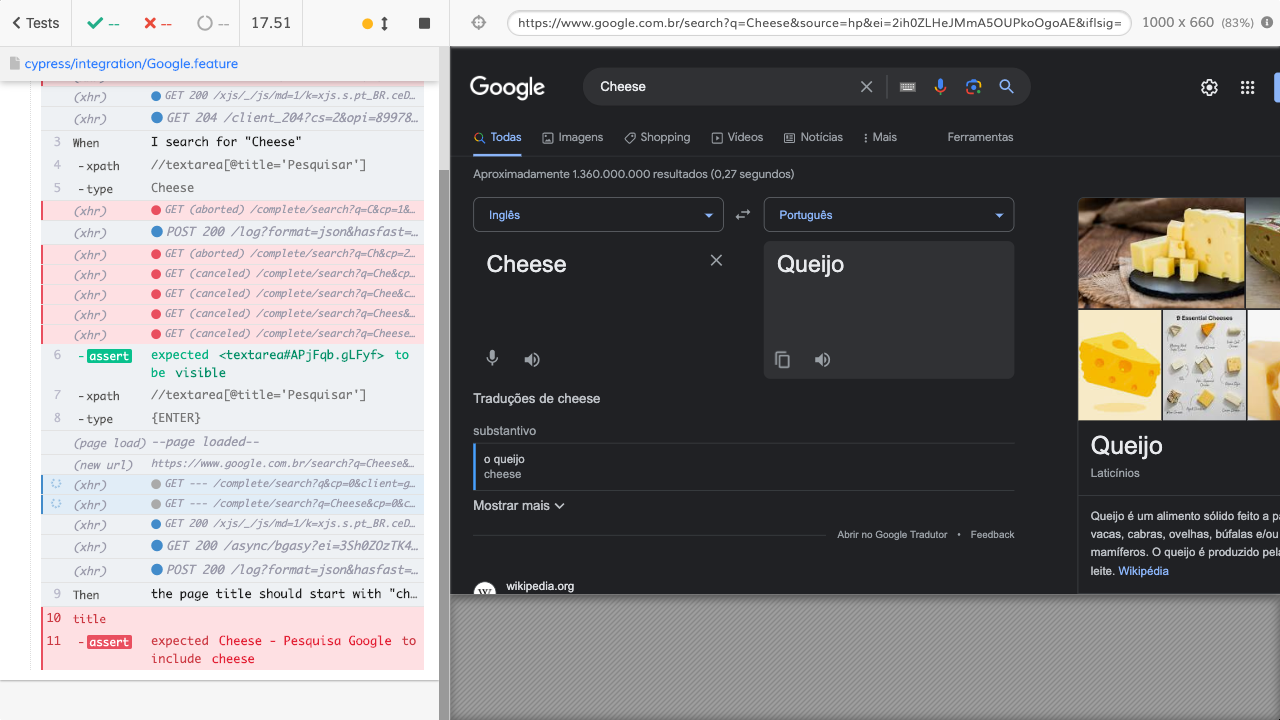 Tests
--
--
--
17.51
https://www.google.com.br/search?q=Cheese&source=hp&ei=2ih0ZLHeJMmA5OUPkoOgoAE&iflsig=
1000 x 660 (83%)
cypress/integration/Google.feature
(xhr) GET 200 /xjs/_/js/md=1/k=xjs.s.pt_BR.ceD…
(xhr) GET 204 /client_204?cs=2&opi=89978…
3 When I search for "Cheese"
4 -xpath //textarea[@title='Pesquisar']
5 -type Cheese
(xhr) GET (aborted) /complete/search?q=C&cp=1&…
(xhr) POST 200 /log?format=json&hasfast=…
(xhr) GET (aborted) /complete/search?q=Ch&cp=2…
(xhr) GET (canceled) /complete/search?q=Che&cp…
(xhr) GET (canceled) /complete/search?q=Chee&c…
(xhr) GET (canceled) /complete/search?q=Chees&…
(xhr) GET (canceled) /complete/search?q=Cheese…
6 -assert expected <textarea#APjFqb.gLFyf> to
be visible
7 -xpath //textarea[@title='Pesquisar']
8 -type {ENTER}
(page load) --page loaded--
(new url) https://www.google.com.br/search?q=Cheese&…
(xhr) GET --- /complete/search?q&cp=0&client=g…
(xhr) GET --- /complete/search?q=Cheese&cp=0&c…
(xhr) GET 200 /xjs/_/js/md=1/k=xjs.s.pt_BR.ceD…
(xhr) GET 200 /async/bgasy?ei=3Sh0ZOzTK4…
(xhr) POST 200 /log?format=json&hasfast=…
9 Then the page title should start with "ch…
10 title
11 -assert expected Cheese - Pesquisa Google to
include cheese
Google
Cheese
Todas
Imagens
Shopping
Vídeos
Notícias
Mais
Ferramentas
Aproximadamente 1.360.000.000 resultados (0,27 segundos)
Inglês
Português
Cheese
Queijo
Traduções de cheese
substantivo
o queijo
cheese
Mostrar mais
Abrir no Google Tradutor • Feedback
W
wikipedia.org
9 Essential Cheeses
Queijo
Laticínios
Queijo é um alimento sólido feito a pa
vacas, cabras, ovelhas, búfalas e/ou
mamíferos. O queijo é produzido pela
leite. Wikipédia